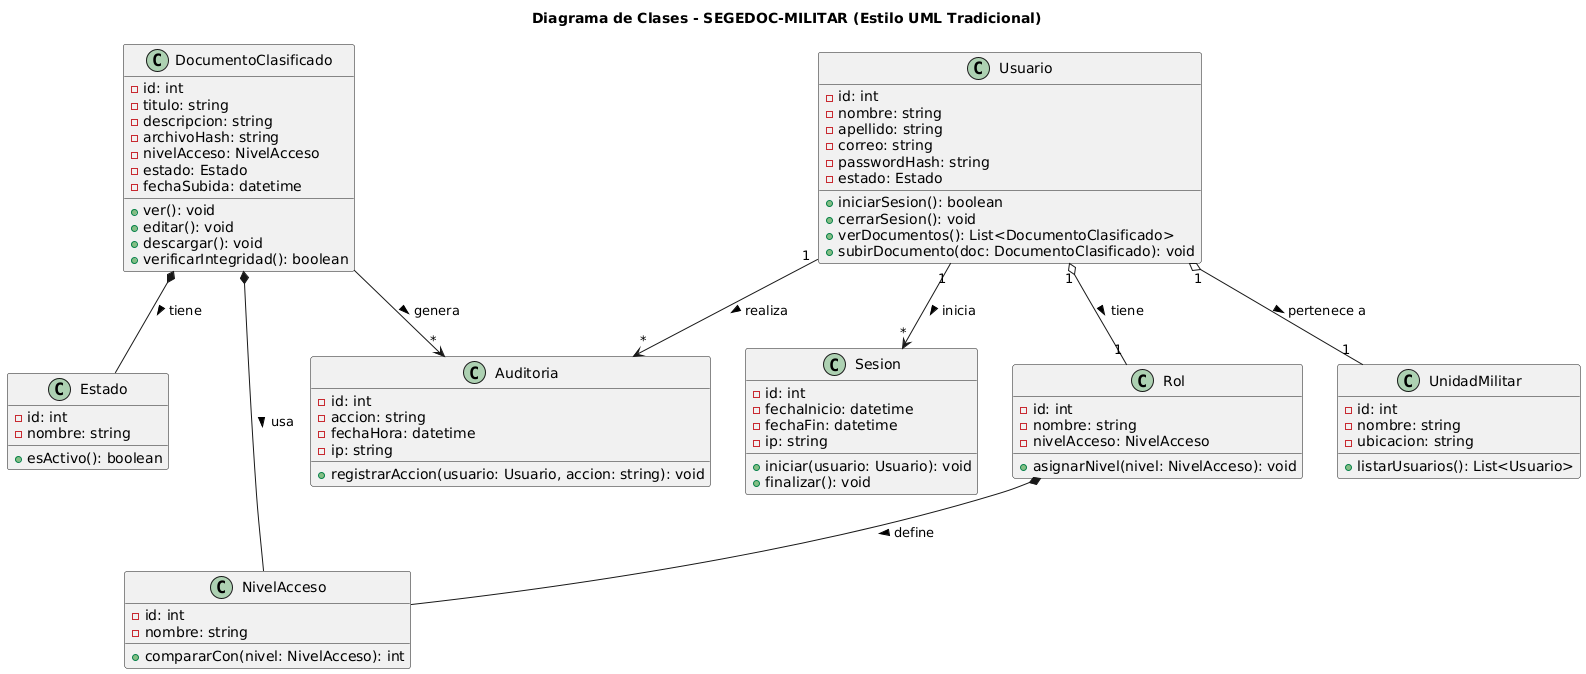 Diagrama de Clases - SEGEDOC-MILITAR (Estilo UML Tradicional)
C DocumentoClasificado
id: int
titulo: string
descripcion: string
archivoHash: string
nivelAcceso: NivelAcceso
estado: Estado
fechaSubida: datetime
ver(): void
editar(): void
descargar(): void
verificarIntegridad(): boolean
C Usuario
id: int
nombre: string
apellido: string
correo: string
passwordHash: string
estado: Estado
iniciarSesion(): boolean
cerrarSesion(): void
verDocumentos(): List<DocumentoClasificado>
subirDocumento(doc: DocumentoClasificado): void
1
1
1
1
tiene
genera
realiza
inicia
tiene
pertenece a
*
*
*
1
1
C Estado
id: int
nombre: string
esActivo(): boolean
usa
C Auditoria
id: int
accion: string
fechaHora: datetime
ip: string
registrarAccion(usuario: Usuario, accion: string): void
C Sesion
id: int
fechaInicio: datetime
fechaFin: datetime
ip: string
iniciar(usuario: Usuario): void
finalizar(): void
C Rol
id: int
nombre: string
nivelAcceso: NivelAcceso
asignarNivel(nivel: NivelAcceso): void
C UnidadMilitar
id: int
nombre: string
ubicacion: string
listarUsuarios(): List<Usuario>
define
C NivelAcceso
id: int
nombre: string
compararCon(nivel: NivelAcceso): int